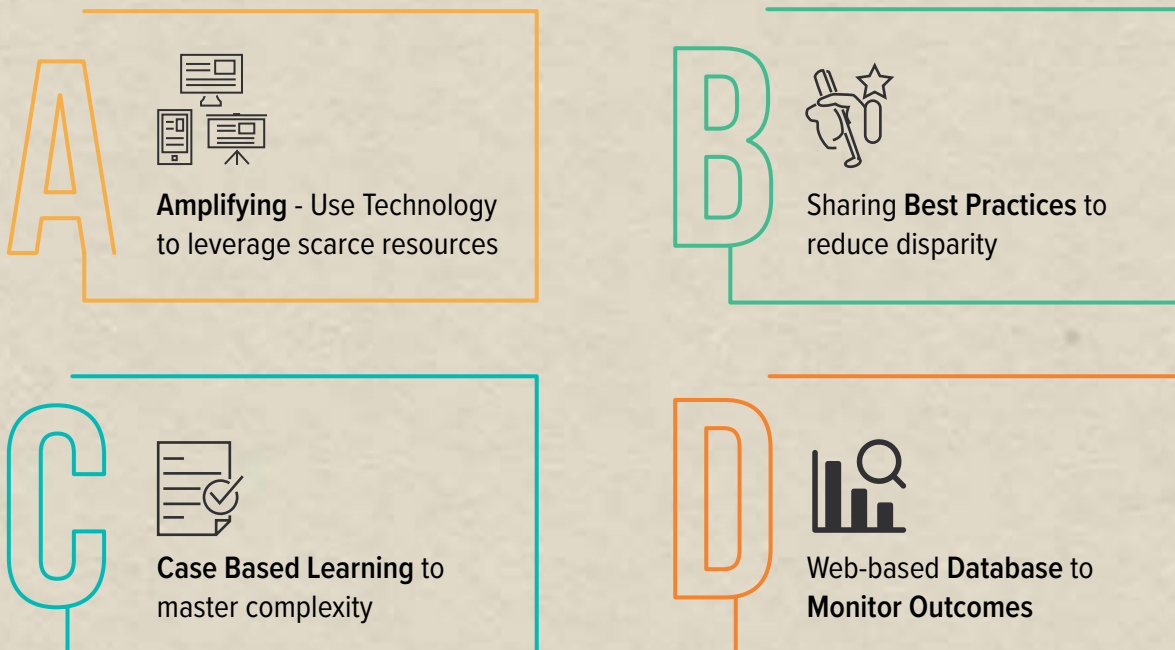 A
Amplifying - Use Technology
to leverage scarce resources
B
Sharing Best Practices to
reduce disparity
C
Case Based Learning to
master complexity
D
Web-based Database to
Monitor Outcomes